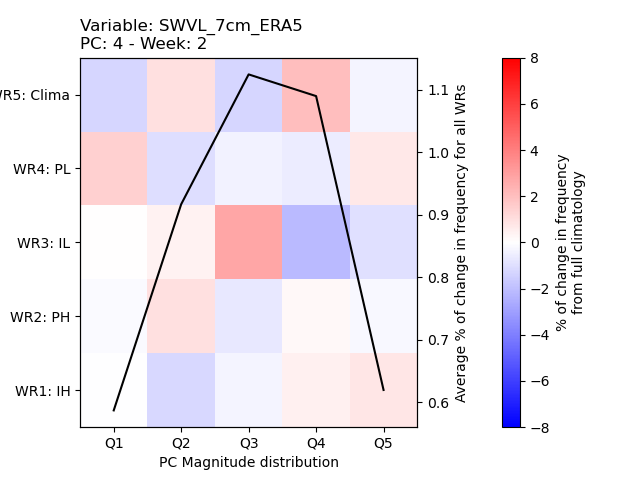 Variable: SWVL_7cm_ERA5
PC: 4 - Week: 2
WR5: Clima
WR4: PL
WR3: IL
WR2: PH
WR1: IH
Q1 Q2 Q3 Q4 Q5
PC Magnitude distribution
1.1
1.0
0.9
0.8
0.7
0.6
Average % of change in frequency for all WRs
8
6
4
2
0
−2
−4
−6
−8
% of change in frequency
from full climatology